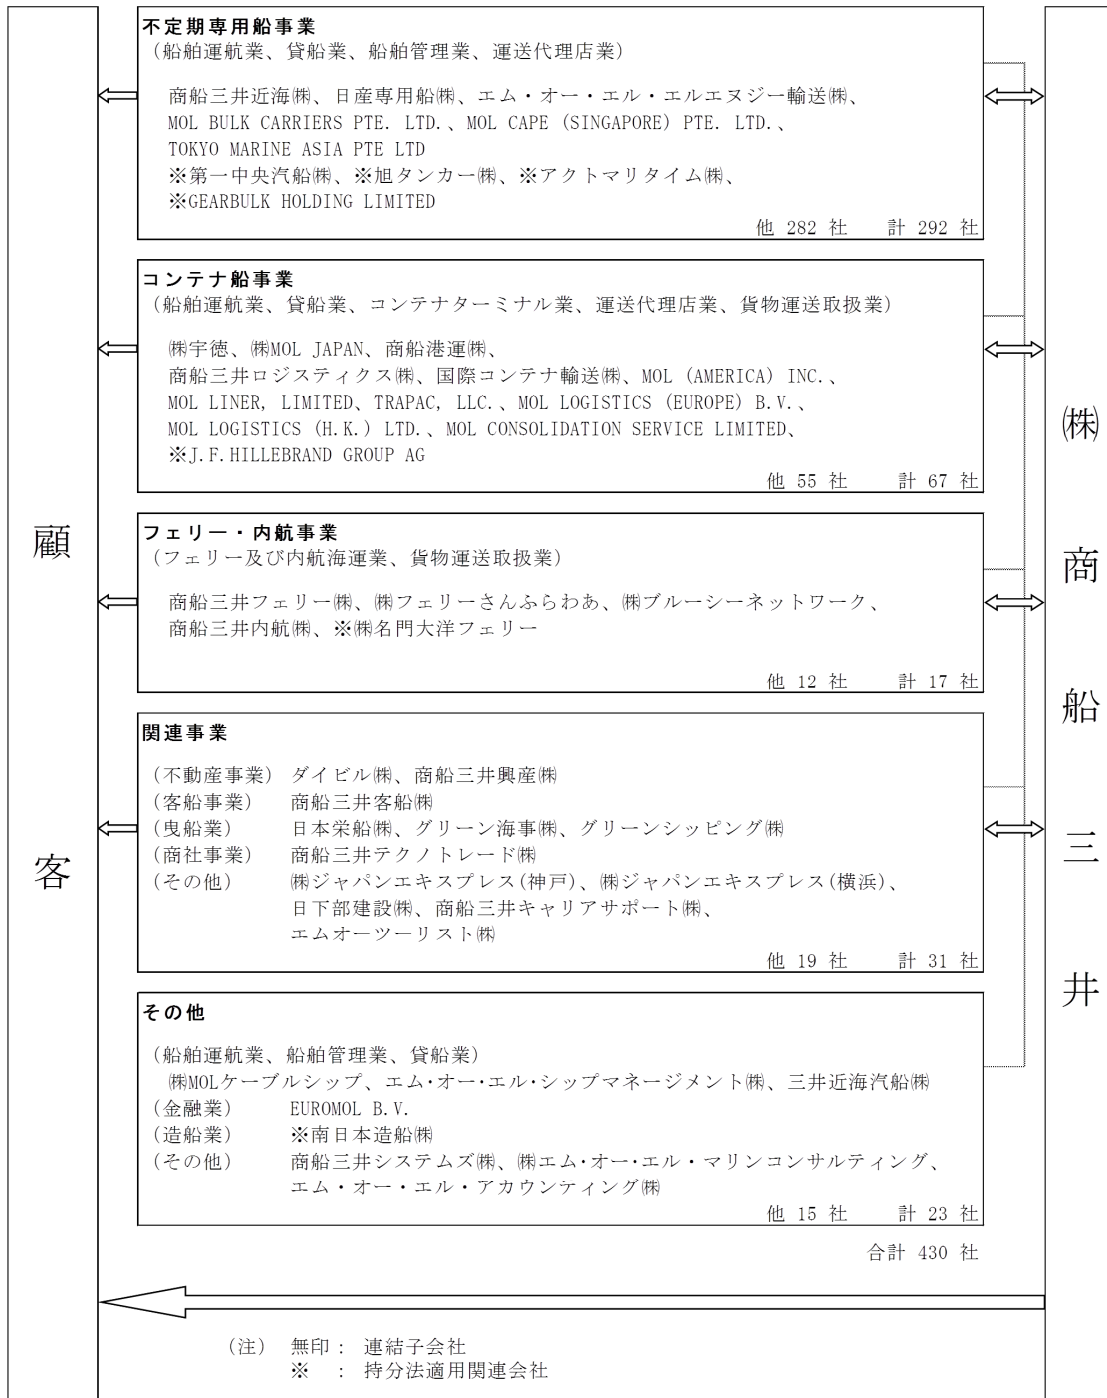 不定期専用船事業
（船舶運航業、貸船業、船舶管理業、運送代理店業）
商船三井近海㈱、日産専用船㈱、エム・オー・エル・エルエヌジー輸送㈱、
MOL BULK CARRIERS PTE. LTD.、MOL CAPE (SINGAPORE) PTE. LTD.、
TOKYO MARINE ASIA PTE LTD
※第一中央汽船㈱、※旭タンカー㈱、※アクトマリタイム㈱、
※GEARBULK HOLDING LIMITED
他 282 社　計 292 社
コンテナ船事業
（船舶運航業、貸船業、コンテナターミナル業、運送代理店業、貨物運送取扱業）
㈱宇徳、㈱MOL JAPAN、商船港運㈱、
商船三井ロジスティクス㈱、国際コンテナ輸送㈱、MOL (AMERICA) INC.、
MOL LINER, LIMITED、TRAPAC, LLC.、MOL LOGISTICS (EUROPE) B.V.、
MOL LOGISTICS (H.K.) LTD.、MOL CONSOLIDATION SERVICE LIMITED、
※J.F.HILLEBRAND GROUP AG
他 55 社　計 67 社
フェリー・内航事業
（フェリー及び内航海運業、貨物運送取扱業）
商船三井フェリー㈱、㈱フェリーさんふらわあ、㈱ブルーシーネットワーク、
商船三井内航㈱、※㈱名門大洋フェリー
他 12 社　計 17 社
関連事業
（不動産事業）ダイビル㈱、商船三井興産㈱
（客船事業）　商船三井客船㈱
（曳船業）　日本栄船㈱、グリーン海事㈱、グリーンシッピング㈱
（商社事業）　商船三井テクノトレード㈱
（その他）　㈱ジャパンエキスプレス(神戸)、㈱ジャパンエキスプレス(横浜)、
日下部建設㈱、商船三井キャリアサポート㈱、
エムオーツーリスト㈱
他 19 社　計 31 社
その他
（船舶運航業、船舶管理業、貸船業）
㈱MOLケーブルシップ、エム・オー・エル・シップマネージメント㈱、三井近海汽船㈱
（金融業）　EUROMOL B.V.
（造船業）　※南日本造船㈱
（その他）　商船三井システムズ㈱、㈱エム・オー・エル・マリンコンサルティング、
エム・オー・エル・アカウンティング㈱
他 15 社　計 23 社
合計 430 社
（注）　無印：　連結子会社
※　：　持分法適用関連会社
顧客
㈱商船三井